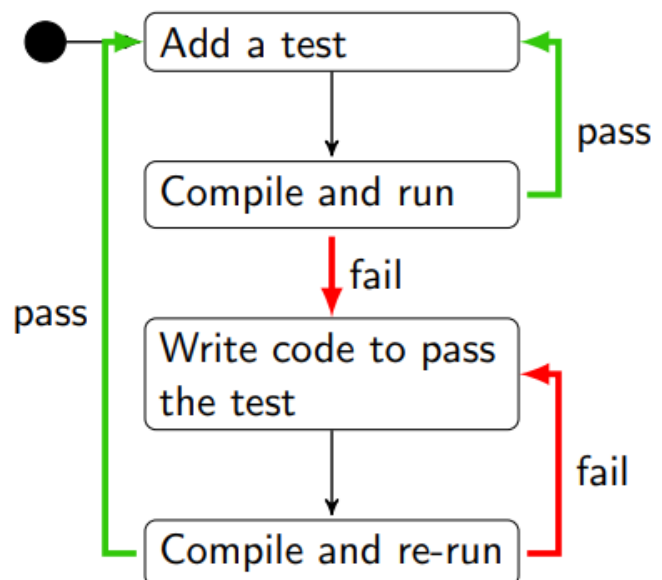 Add a test
pass
Compile and run
fail
pass
Write code to pass
the test
fail
Compile and re-run